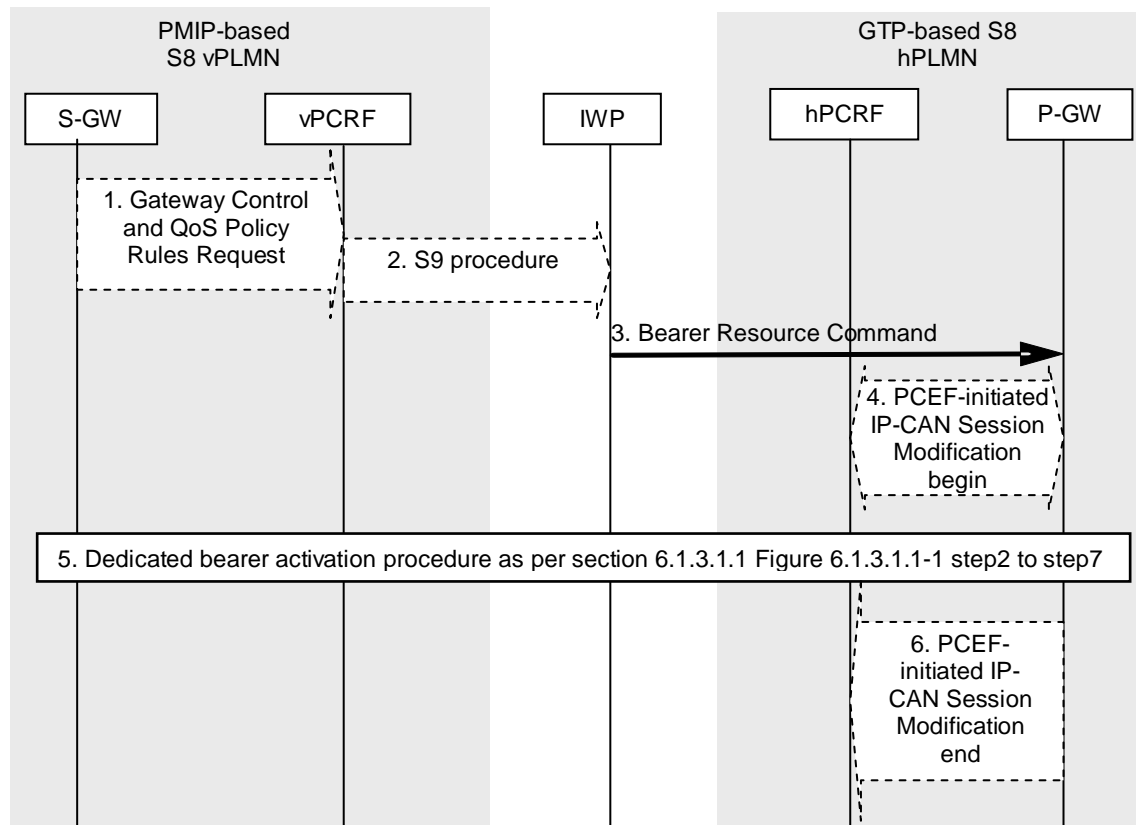 PMIP-based
S8 vPLMN
GTP-based S8
hPLMN
S-GW
vPCRF
IWP
hPCRF
P-GW
1. Gateway Control
and QoS Policy
Rules Request
2. S9 procedure
3. Bearer Resource Command
4. PCEF-initiated
IP-CAN Session
Modification
begin
5. Dedicated bearer activation procedure as per section 6.1.3.1.1 Figure 6.1.3.1.1-1 step2 to step7
6. PCEF-
initiated IP-
CAN Session
Modification
end